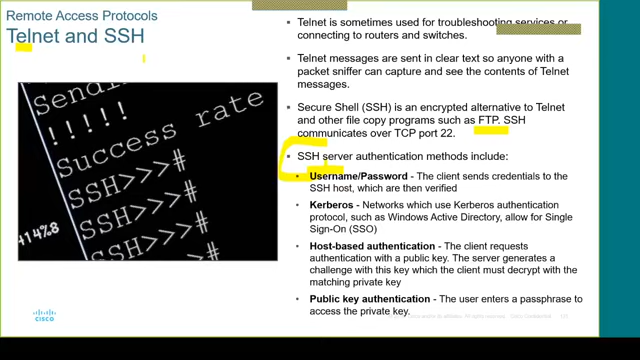 Remote Access Protocols
Telnet and SSH
Telnet is sometimes used for troubleshooting services or
connecting to routers and switches.
Telnet messages are sent in clear text so anyone with a
packet sniffer can capture and see the contents of Telnet
messages.
Secure Shell (SSH) is an encrypted alternative to Telnet
and other file copy programs such as FTP. SSH
communicates over TCP port 22.
SSH server authentication methods include:
Username/Password - The client sends credentials to the
SSH host, which are then verified
Kerberos - Networks which use Kerberos authentication
protocol, such as Windows Active Directory, allow for Single
Sign-On (SSO)
Host-based authentication - The client requests
authentication with a public key. The server generates a
challenge with this key which the client must decrypt with the
matching private key
Public key authentication - The user enters a passphrase to
access the private key.
Sendi
!!!!!
Success rate
SSH>>>#
SSH>>>#
SSH>>>#
CISCO